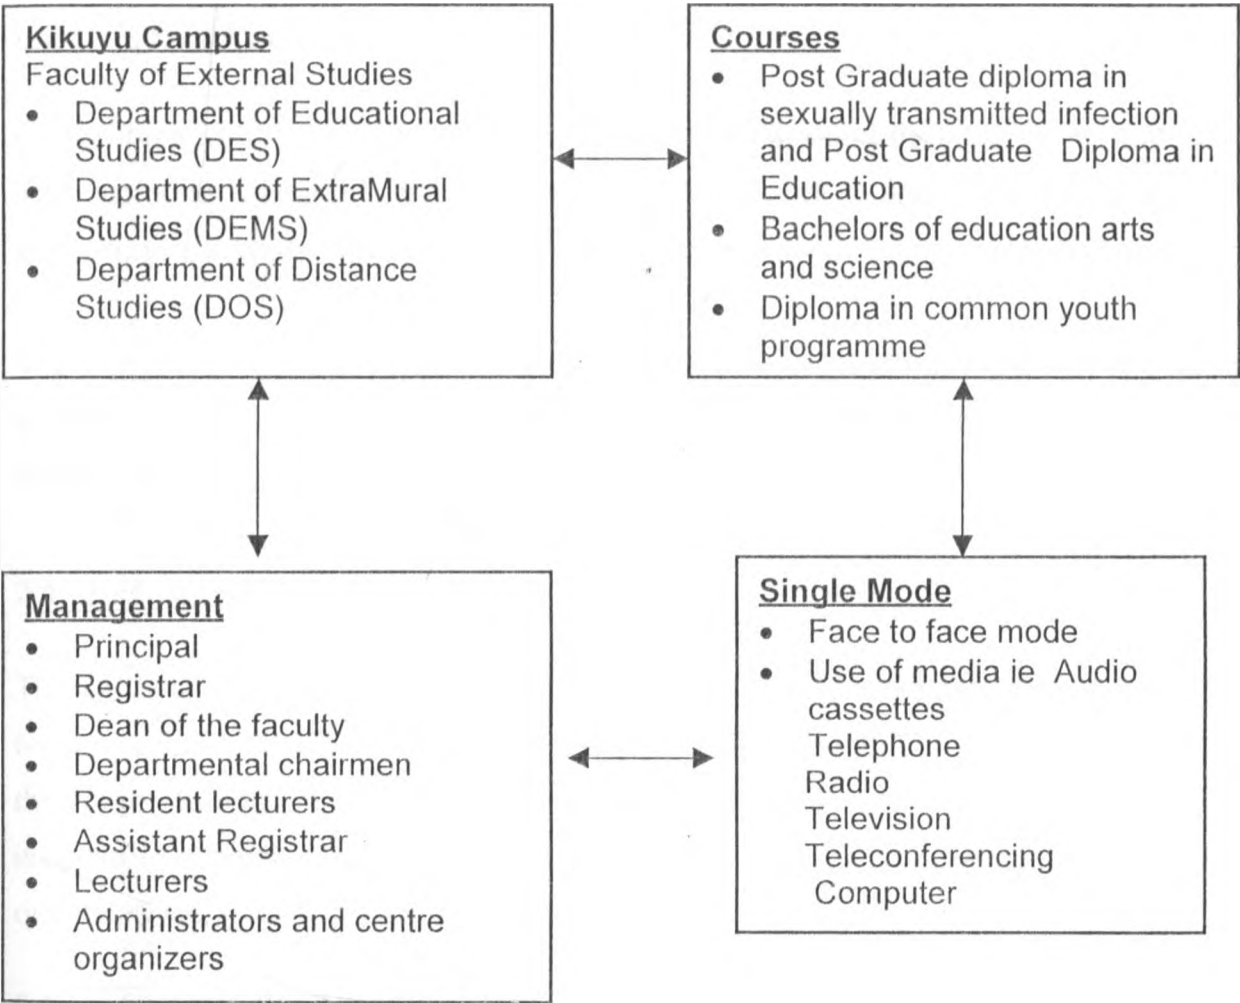 Kikuyu Campus
Faculty of External Studies
• Department of Educational
Studies (DES)
• Department of ExtraMural
Studies (DEMS)
• Department of Distance
Studies (DOS)
Courses
• Post Graduate diploma in
sexually transmitted infection
and Post Graduate Diploma in
Education
• Bachelors of education arts
and science
• Diploma in common youth
programme
Management
• Principal
• Registrar
• Dean of the faculty
• Departmental chairmen
• Resident lecturers
• Assistant Registrar
• Lecturers
• Administrators and centre
organizers
Single Mode
• Face to face mode
• Use of media ie Audio
cassettes
Telephone
Radio
Television
Teleconferencing
Computer